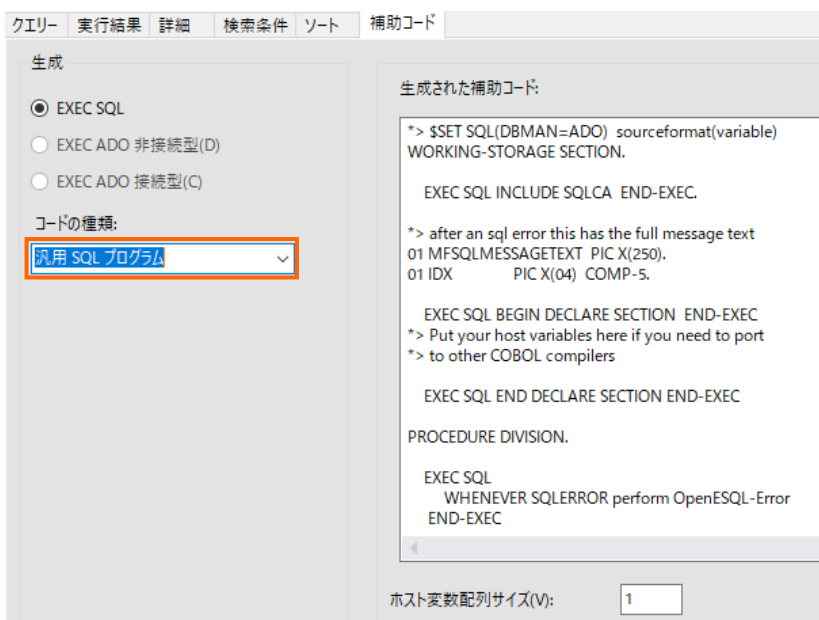 クエリー 実行結果 詳細 検索条件 ソート 補助コード
生成
EXEC SQL
EXEC ADO 非接続型(D)
EXEC ADO 接続型(C)
コードの種類:
汎用 SQL プログラム
生成された補助コード:
*> $SET SQL(DBMAN=ADO) sourceformat(variable)
WORKING-STORAGE SECTION.
EXEC SQL INCLUDE SQLCA END-EXEC.
*> after an sql error this has the full message text
01 MFSQLMESSAGETEXT PIC X(250).
01 IDX PIC X(04) COMP-5.
EXEC SQL BEGIN DECLARE SECTION END-EXEC
*> Put your host variables here if you need to port
*> to other COBOL compilers
EXEC SQL END DECLARE SECTION END-EXEC
PROCEDURE DIVISION.
EXEC SQL
WHENEVER SQLERROR perform OpenESQL-Error
END-EXEC
ホスト変数配列サイズ(V): 1